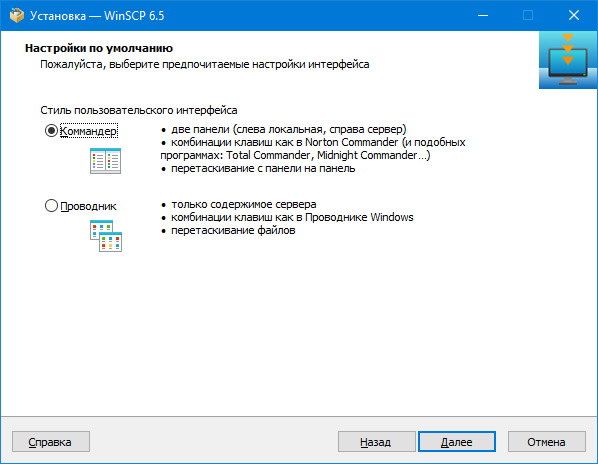 Установка — WinSCP 6.5
Настройки по умолчанию
Пожалуйста, выберите предпочитаемые настройки интерфейса
Стиль пользовательского интерфейса
Коммандер
• две панели (слева локальная, справа сервер)
• комбинации клавиш как в Norton Commander (и подобных
программах: Total Commander, Midnight Commander…)
• перетаскивание с панели на панель
Проводник
• только содержимое сервера
• комбинации клавиш как в Проводнике Windows
• перетаскивание файлов
Справка
Назад
Далее
Отмена